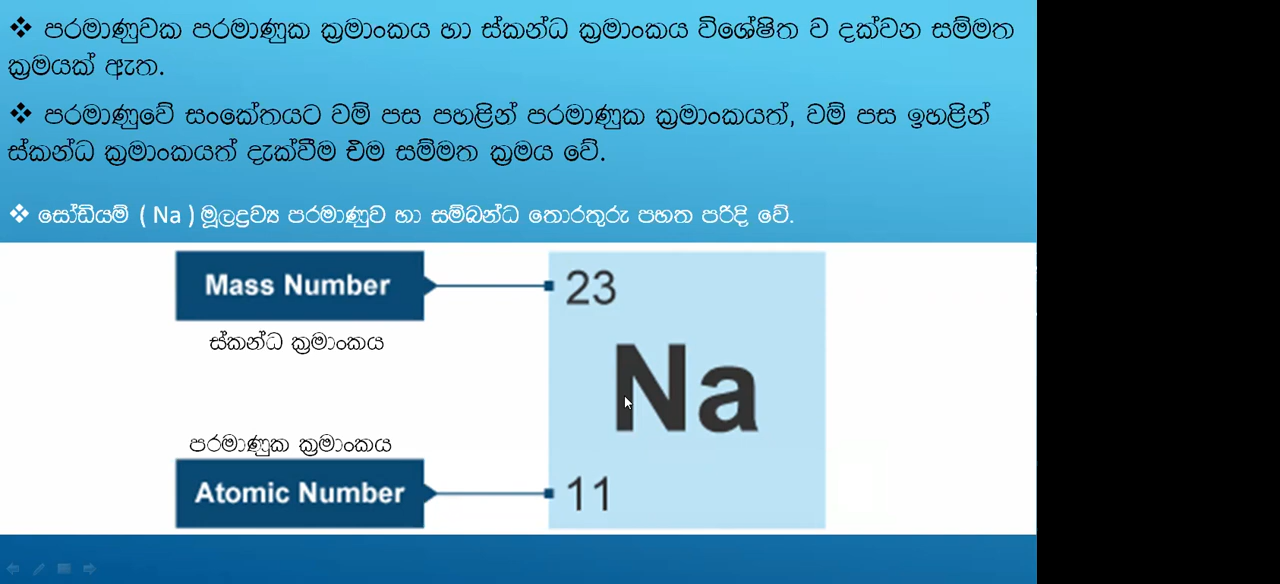 ❖ පරමාණුවක පරමාණුක ක්‍රමාංකය හා ස්කන්ධ ක්‍රමාංකය විශේෂිත ව දක්වන සම්මත
ක්‍රමයක් ඇත.
❖ පරමාණුවේ සංකේතයට වම් පස පහළින් පරමාණුක ක්‍රමාංකයත්, වම් පස ඉහළින්
ස්කන්ධ ක්‍රමාංකයත් දැක්වීම එම සම්මත ක්‍රමය වේ.
❖ සෝඩියම් ( Na ) මූලද්‍රව්‍ය පරමාණුව හා සම්බන්ධ තොරතුරු පහත පරිදි වේ.
Mass Number 23
ස්කන්ධ ක්‍රමාංකය
Na
පරමාණුක ක්‍රමාංකය
Atomic Number 11